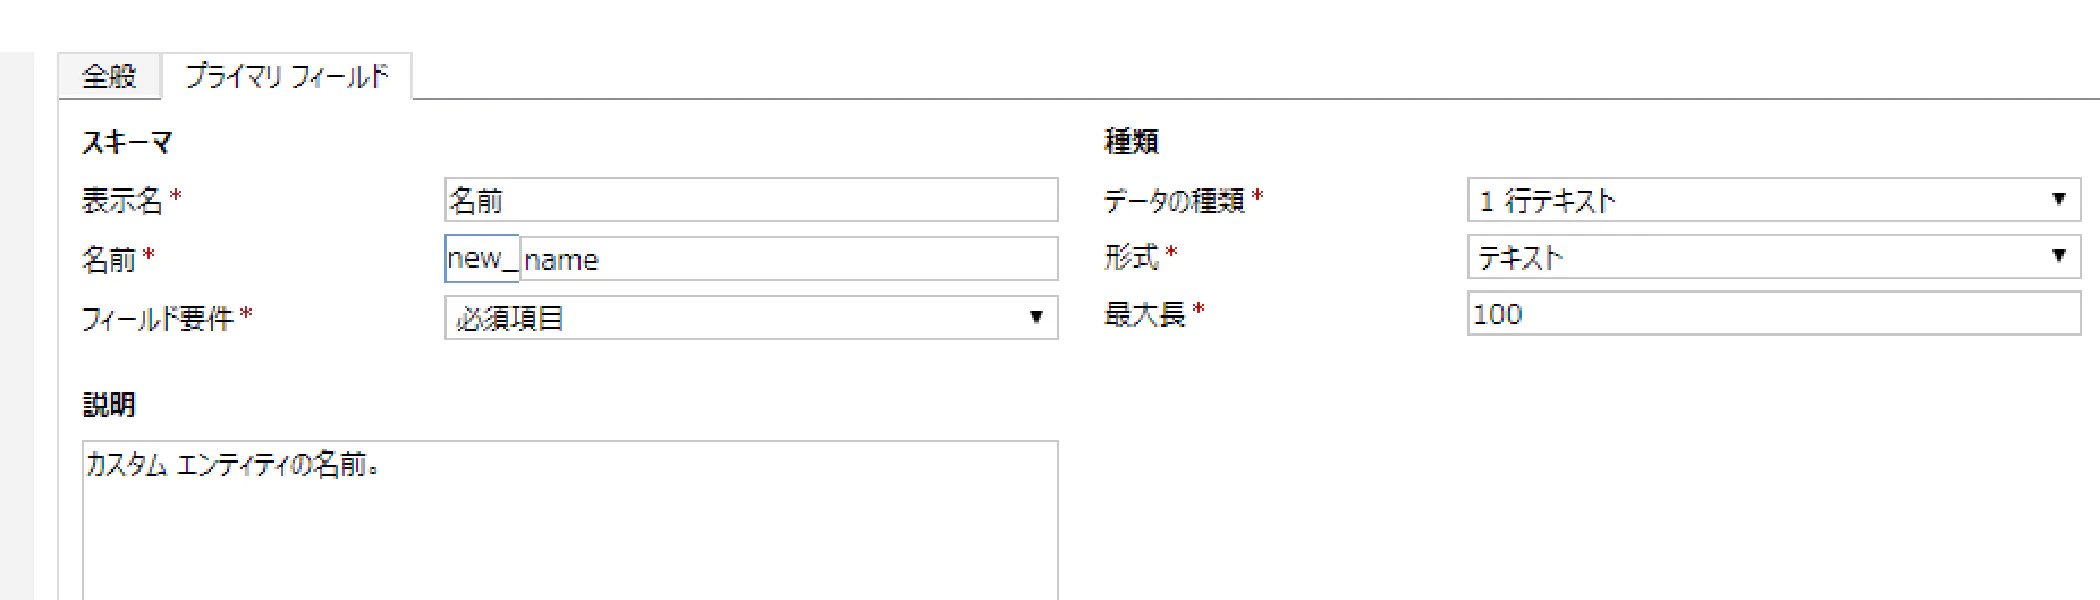 全般 プライマリ フィールド
スキーマ
表示名 * 名前
名前 * new_ name
フィールド要件 * 必須項目
種類
データの種類 * 1 行テキスト
形式 * テキスト
最大長 * 100
説明
カスタム エンティティの名前。